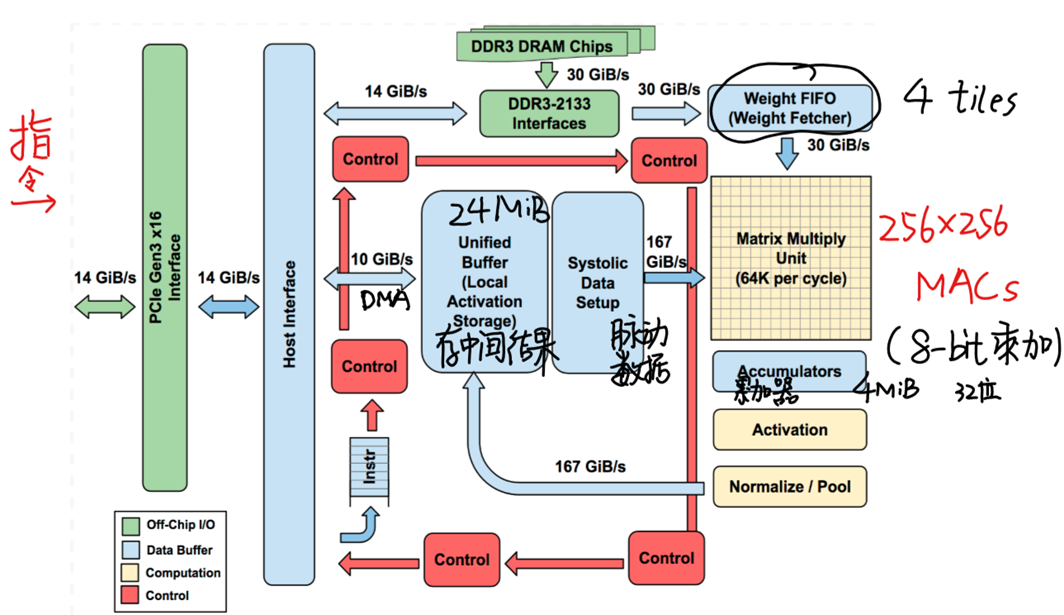 DDR3 DRAM Chips
30 GiB/s
14 GiB/s
DDR3-2133
Interfaces
30 GiB/s
Weight FIFO
(Weight Fetcher)
4 tiles
指令
Control
Control
30 GiB/s
24 MiB
Unified
Buffer
(Local
Activation
Storage)
存中间结果
Systolic
Data
Setup
脉动
数据
167
GiB/s
Matrix Multiply
Unit
(64K per cycle)
256×256
MACs
(8-bit乘加)
14 GiB/s
PCIe Gen3 x16
Interface
14 GiB/s
Host Interface
10 GiB/s
DMA
Control
Accumulators
累加器
4MiB 32位
Activation
Instr
167 GiB/s
Normalize / Pool
Off-Chip I/O
Data Buffer
Computation
Control
Control
Control